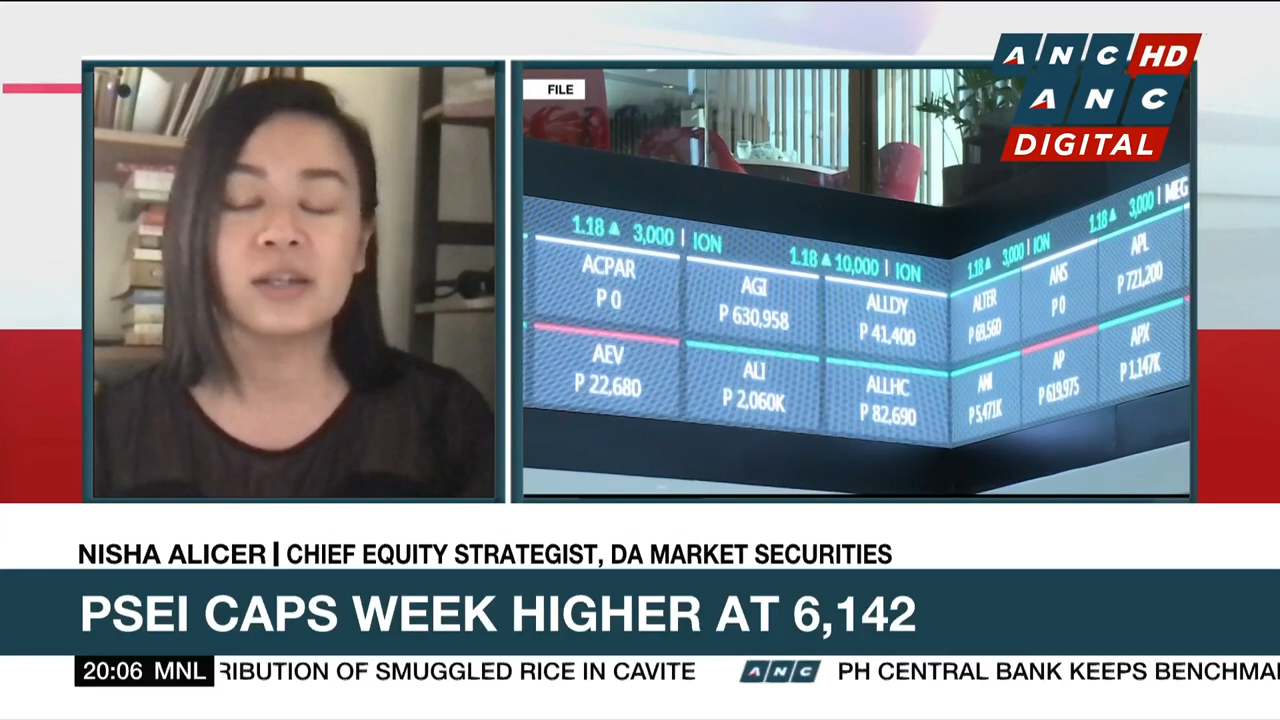 ANC HD
ANC
DIGITAL
FILE
1.18 ▲ 3,000 | ION 1.18 ▲ 10,000 | ION 1.18 ▲ 3,000 | ION 1.18 ▲ 3,000 | MEG
ACPAR AGI ALLDY ALTER ANS APL
P 0 P 630,958 P 41,400 P 69,560 P 0 P 721,200
AEV ALI ALLHC ANI AP APX
P 22,680 P 2,060K P 82,690 P 5,471K P 619,975 P 1,147K
NISHA ALICER | CHIEF EQUITY STRATEGIST, DA MARKET SECURITIES
PSEI CAPS WEEK HIGHER AT 6,142
20:06 MNL RIBUTION OF SMUGGLED RICE IN CAVITE ANC PH CENTRAL BANK KEEPS BENCHMA